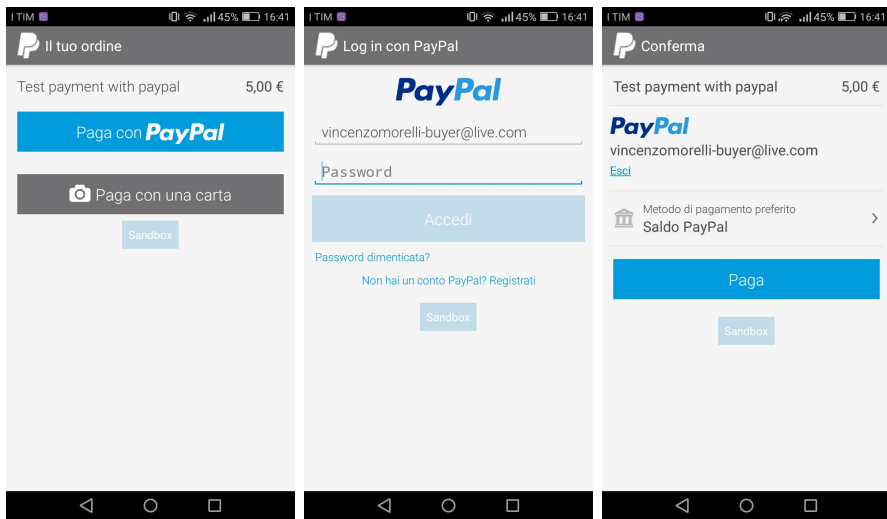 I TIM 45% 16:41
Il tuo ordine
Test payment with paypal 5,00 €
Paga con PayPal
Paga con una carta
Sandbox
I TIM 45% 16:41
Log in con PayPal
PayPal
vincenzomorelli-buyer@live.com
Password
Accedi
Password dimenticata?
Non hai un conto PayPal? Registrati
Sandbox
I TIM 45% 16:41
Conferma
Test payment with paypal 5,00 €
PayPal
vincenzomorelli-buyer@live.com
Esci
Metodo di pagamento preferito
Saldo PayPal
Paga
Sandbox